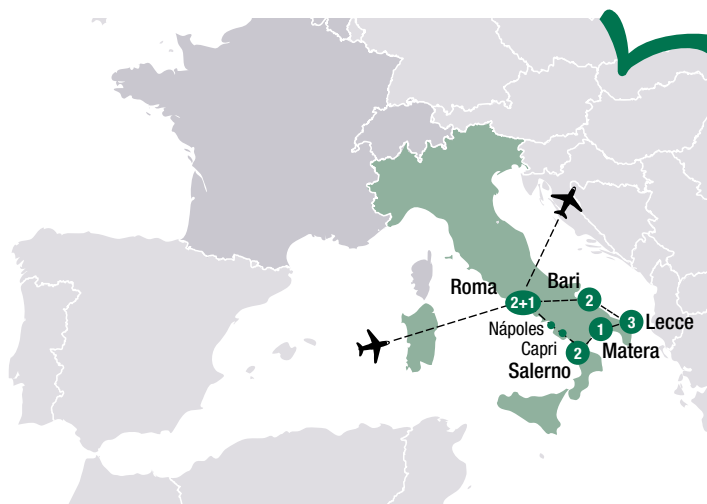 Roma
2+1
Bari
2
Nápoles
Capri
Salerno
2
1
Matera
3
Lecce